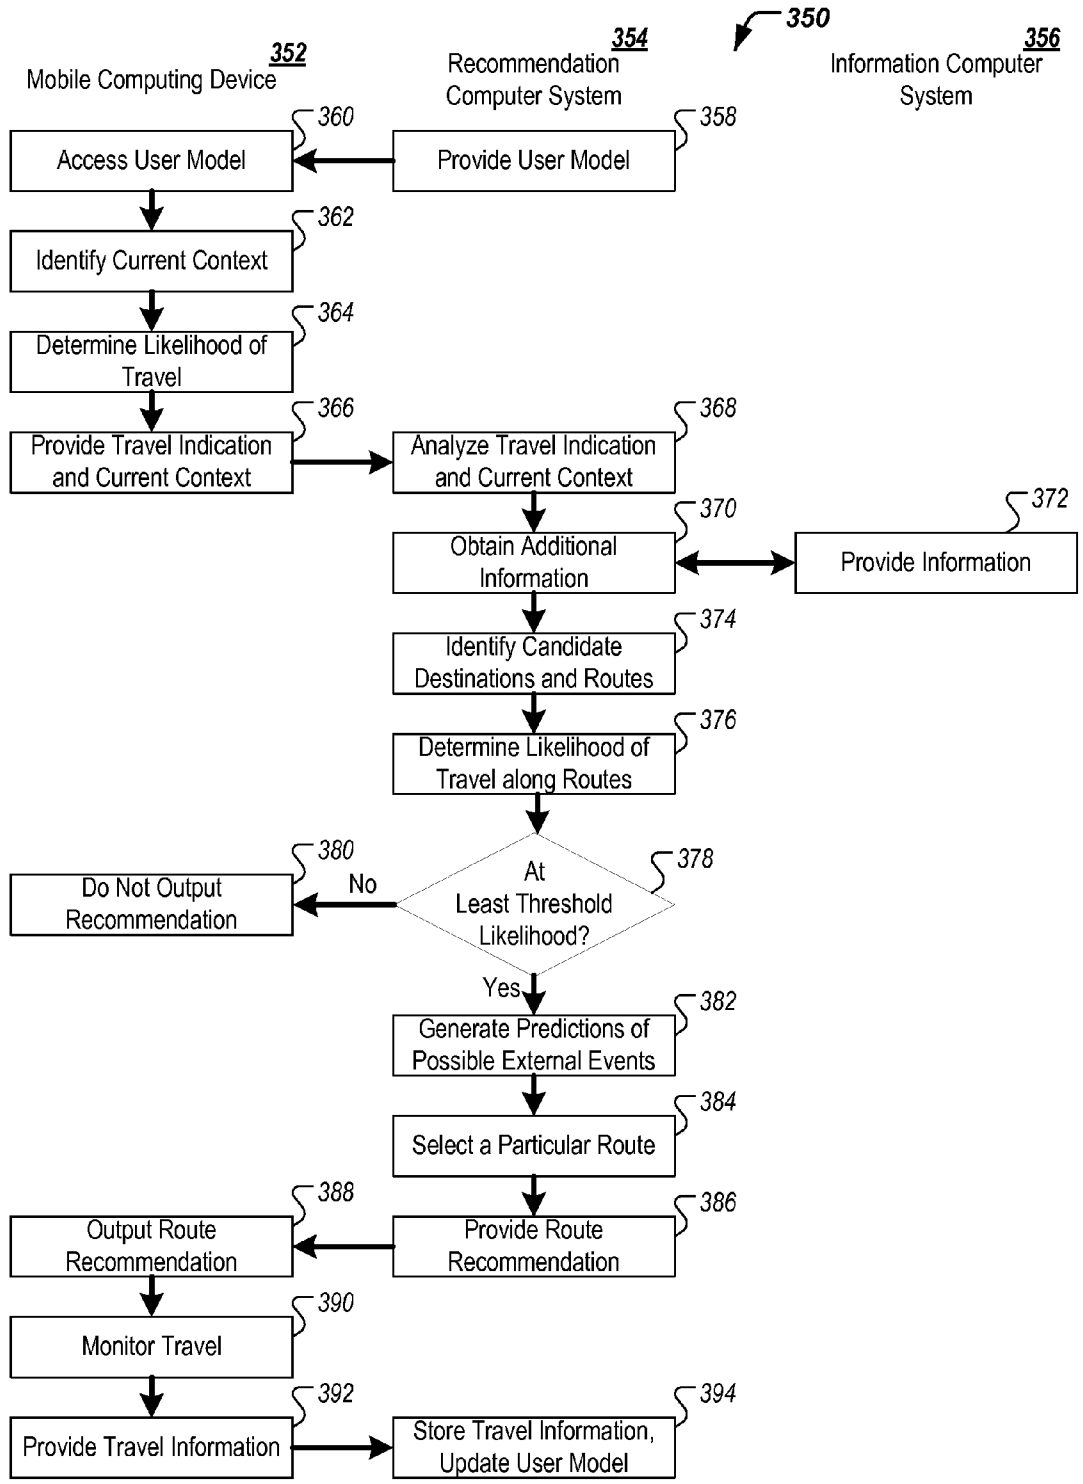 350
352
Mobile Computing Device
354
Recommendation
Computer System
356
Information Computer
System
360
Access User Model
358
Provide User Model
362
Identify Current Context
364
Determine Likelihood of
Travel
366
Provide Travel Indication
and Current Context
368
Analyze Travel Indication
and Current Context
370
Obtain Additional
Information
372
Provide Information
374
Identify Candidate
Destinations and Routes
376
Determine Likelihood of
Travel along Routes
378
At
Least Threshold
Likelihood?
No
380
Do Not Output
Recommendation
Yes
382
Generate Predictions of
Possible External Events
384
Select a Particular Route
386
Provide Route
Recommendation
388
Output Route
Recommendation
390
Monitor Travel
392
Provide Travel Information
394
Store Travel Information,
Update User Model